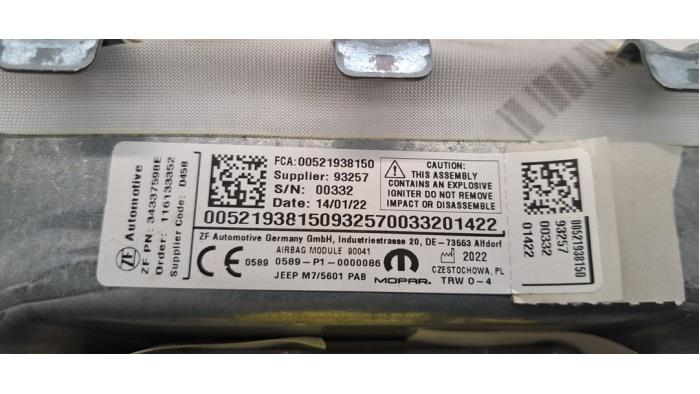 ZF Automotive
ZF PN: 34337598E
Order: 116133352
Supplier Code: D458
FCA:00521938150
Supplier: 93257
S/N: 00332
Date: 14/01/22
CAUTION:
THIS ASSEMBLY
CONTAINS AN EXPLOSIVE
IGNITER DO NOT REMOVE
IMPACT OR DISASSEMBLE
00521938150932570033201422
ZF Automotive Germany GmbH, Industriestrasse 20, DE-73553 Alfdorf
AIRBAG MODULE 90041
CE 0589 0589-P1-0000086
JEEP M7/5601 PAB
MOPAR.
2022
CZESTOCHOWA, PL
TRW O-4
00521938150
93257
00332
01422